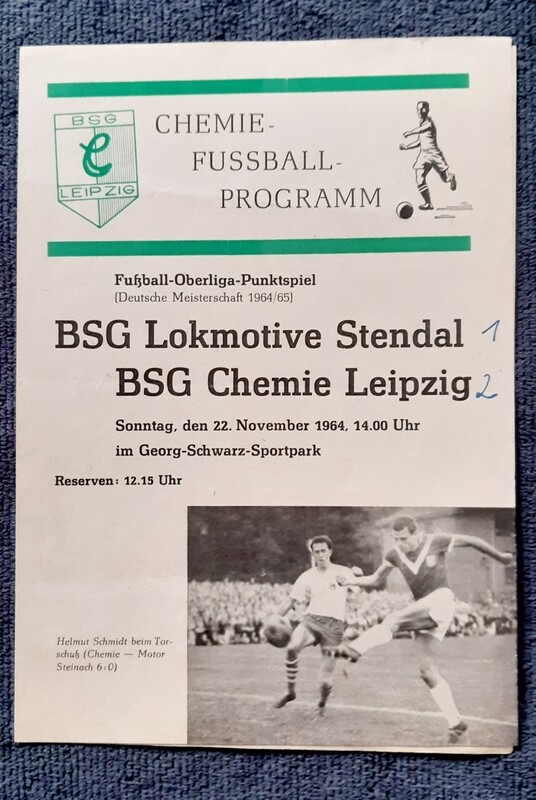 BSG
C
LEIPZIG
CHEMIE-
FUSSBALL-
PROGRAMM
Fußball-Oberliga-Punktspiel
(Deutsche Meisterschaft 1964/65)
BSG Lokmotive Stendal 1
BSG Chemie Leipzig 2
Sonntag, den 22. November 1964, 14.00 Uhr
im Georg-Schwarz-Sportpark
Reserven: 12.15 Uhr
Helmut Schmidt beim Tor-
schuß (Chemie — Motor
Steinach 6:0)